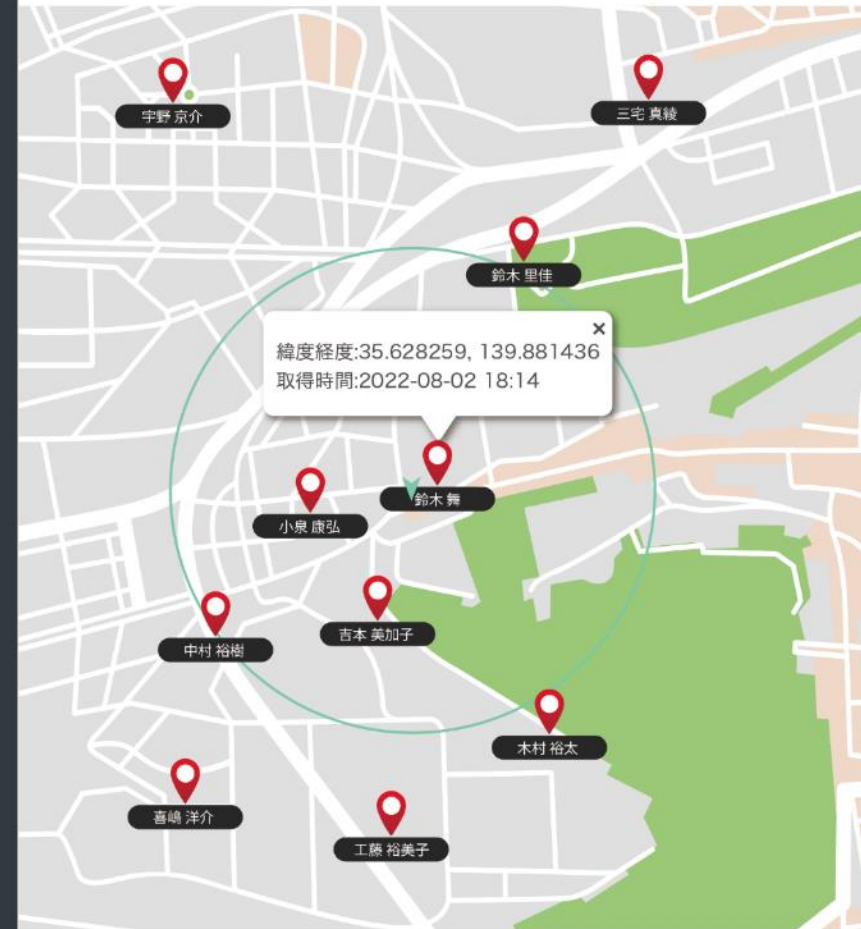 三宅 真綾
宇野 京介
鈴木 里佳
×
緯度経度:35.628259, 139.881436
取得時間:2022-08-02 18:14
鈴木 舞
小泉 康弘
吉本 美加子
中村 裕樹
木村 裕太
喜嶋 洋介
工藤 裕美子